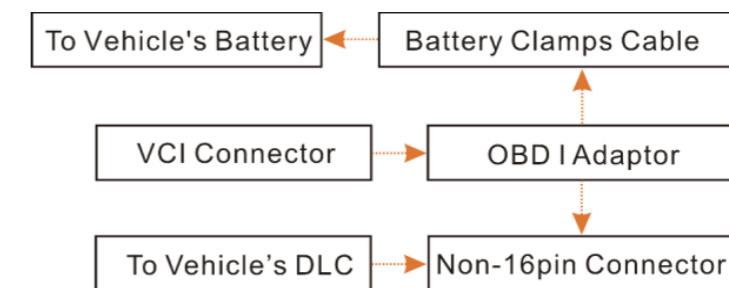 To Vehicle's Battery
Battery Clamps Cable
VCI Connector
OBD I Adaptor
To Vehicle’s DLC
Non-16pin Connector